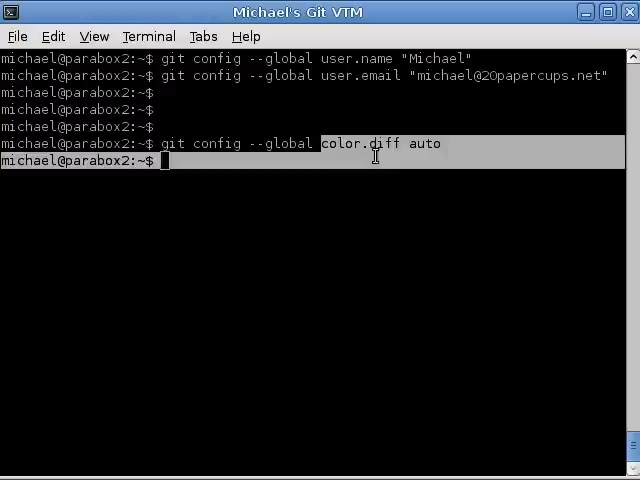 Michael's Git VTM
File Edit View Terminal Tabs Help
michael@parabox2:~$ git config --global user.name "Michael"
michael@parabox2:~$ git config --global user.email "michael@20papercups.net"
michael@parabox2:~$
michael@parabox2:~$
michael@parabox2:~$
michael@parabox2:~$ git config --global color.diff auto
michael@parabox2:~$